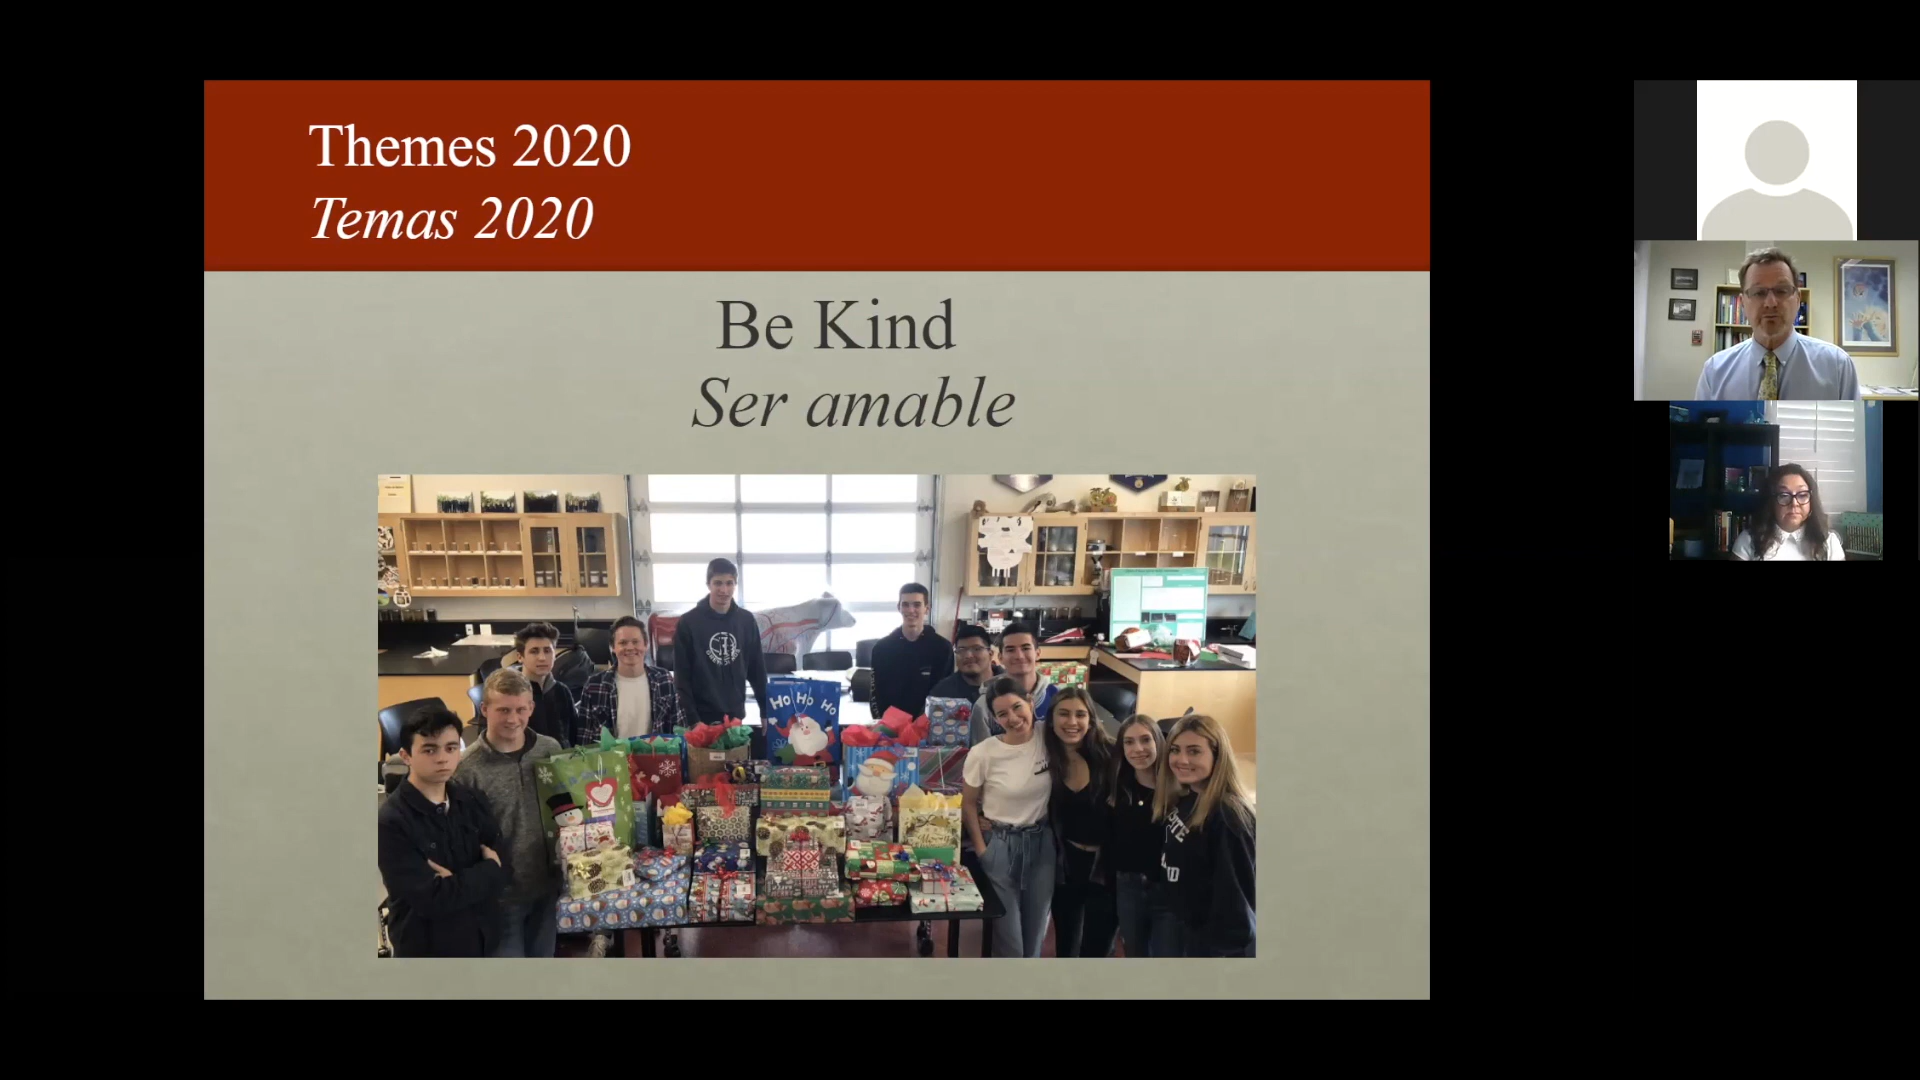 Themes 2020
Temas 2020
Be Kind
Ser amable
HO HO HO